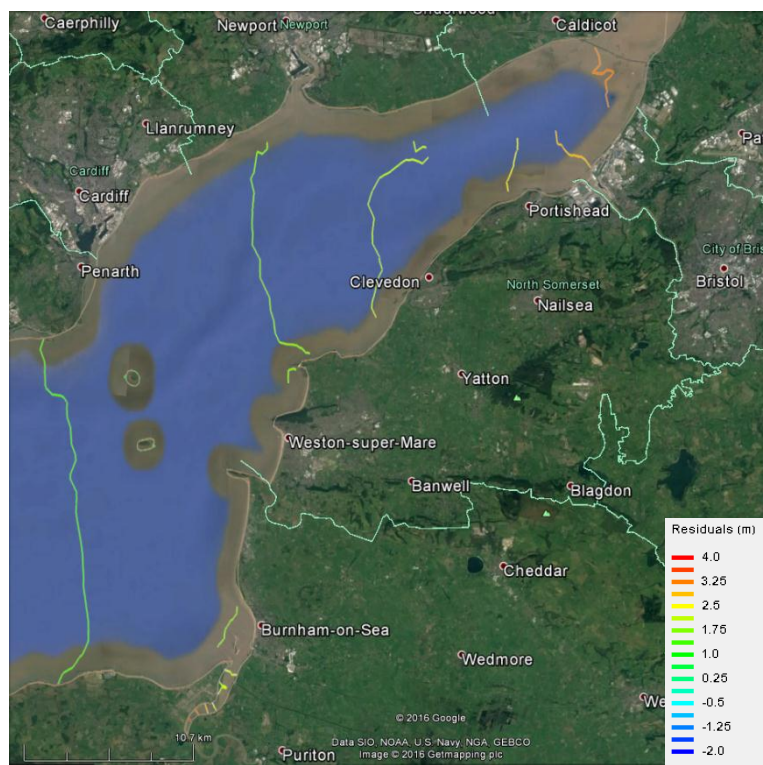 Caerphilly
Newport
Newport
Caldicot
Llanrumney
Cardiff
Cardiff
Portishead
Penarth
Clevedon
City of Bris
Bristol
North Somerset
Nailsea
Yatton
Weston-super-Mare
Banwell
Blagdon
Residuals (m)
4.0
3.25
2.5
1.75
1.0
0.25
-0.5
-1.25
-2.0
Cheddar
Burnham-on-Sea
Wedmore
We
© 2016 Google
10.7 km
Data SIO, NOAA, U.S. Navy, NGA, GEBCO
Image © 2016 Getmapping plc
Puriton